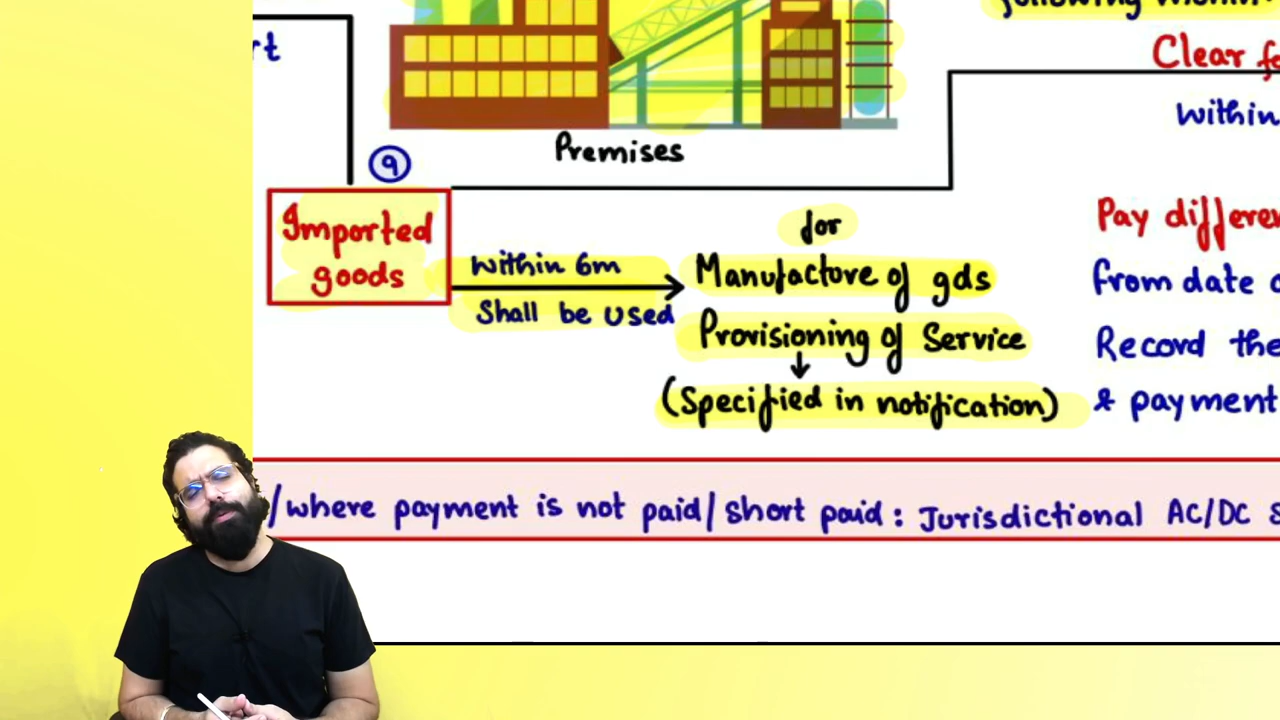 following within
Clear
within
rt
Premises
9
Imported
goods
within 6m
Shall be used
for
Manufacture of gds
Provisioning of Service
(Specified in notification)
Pay
from date
Record the
& payment
/where payment is not paid/short paid: Jurisdictional AC/DC